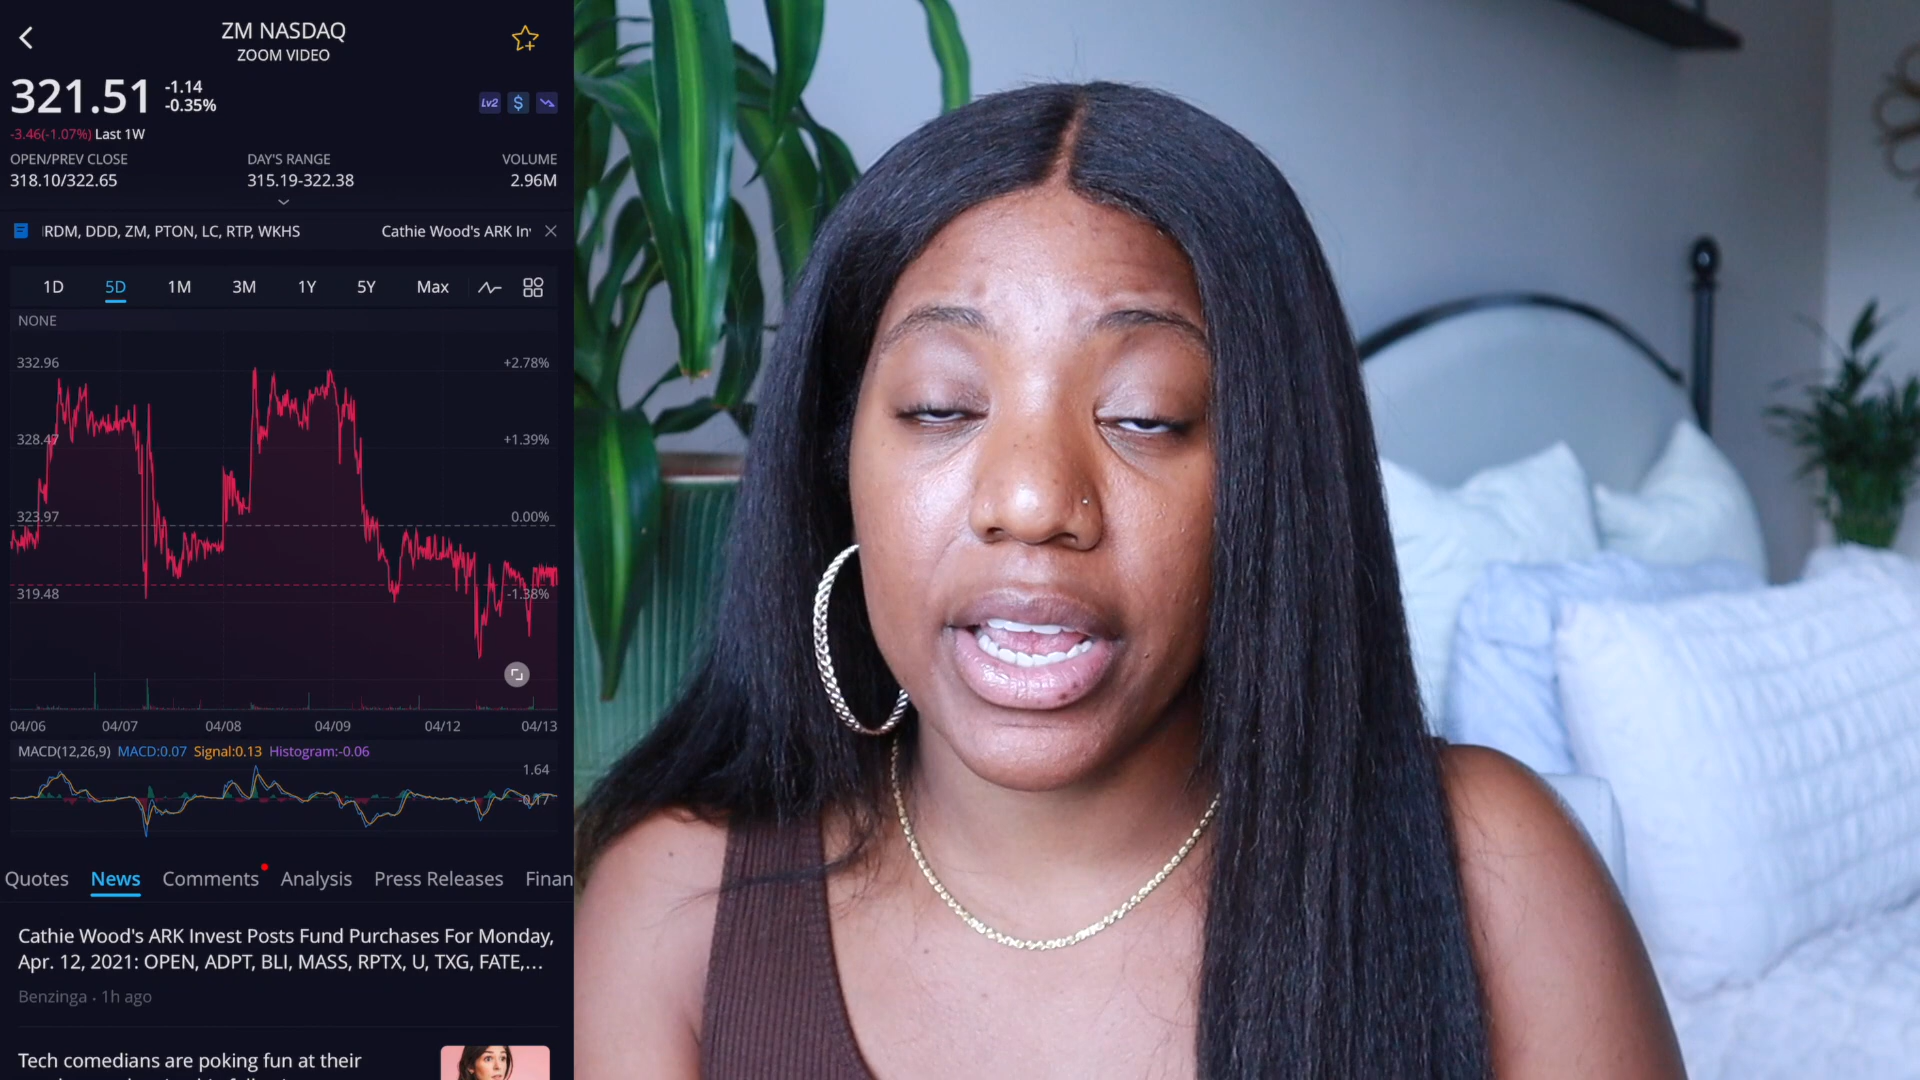 ZM NASDAQ
ZOOM VIDEO
321.51 -1.14
-0.35%
Lv2 $
-3.46(-1.07%) Last 1W
OPEN/PREV CLOSE DAY'S RANGE VOLUME
318.10/322.65 315.19-322.38 2.96M
RDM, DDD, ZM, PTON, LC, RTP, WKHS Cathie Wood's ARK In
1D 5D 1M 3M 1Y 5Y Max
NONE
332.96 +2.78%
328.47 +1.39%
323.97 0.00%
319.48 -1.38%
04/06 04/07 04/08 04/09 04/12 04/13
MACD(12,26,9) MACD:0.07 Signal:0.13 Histogram:-0.06
1.64
-0.17
Quotes News Comments Analysis Press Releases Finan
Cathie Wood's ARK Invest Posts Fund Purchases For Monday,
Apr. 12, 2021: OPEN, ADPT, BLI, MASS, RPTX, U, TXG, FATE,...
Benzinga · 1h ago
Tech comedians are poking fun at their